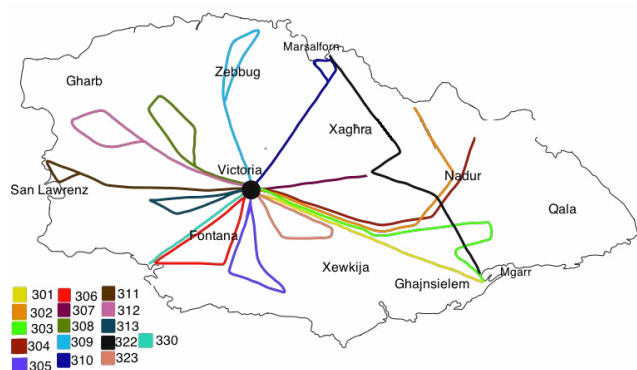 Marsalforn
Zebbug
Gharb
Xagħra
Victoria
Nadur
San Lawrenz
Qala
Fontana
Xewkija
Mgarr
Ghajnsielem
301 306 311
302 307 312
303 308 313
304 309 322 330
305 310 323